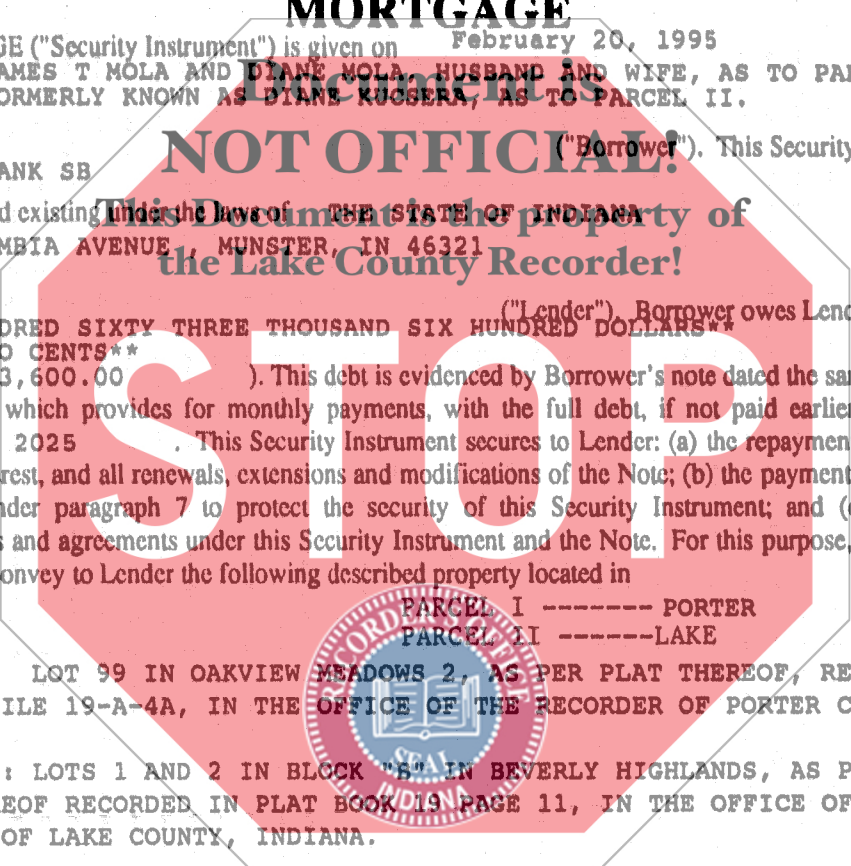 MORTGAGE
GE ("Security Instrument") is given on February 20, 1995
AMES T MOLA AND DIANE MOLA, HUSBAND AND WIFE, AS TO PA
ORMERLY KNOWN AS DIANE KUCSERA, AS TO PARCEL II.
Document is
NOT OFFICIAL!
("Borrower"). This Security
ANK SB
d existing under the laws of THE STATE OF INDIANA
This Document is the property of
MBIA AVENUE , MUNSTER, IN 46321
the Lake County Recorder!
("Lender"). Borrower owes Lend
DRED SIXTY THREE THOUSAND SIX HUNDRED DOLLARS**
O CENTS**
3,600.00 ). This debt is evidenced by Borrower's note dated the sa
which provides for monthly payments, with the full debt, if not paid earlier
2025 . This Security Instrument secures to Lender: (a) the repaymen
STOP
rest, and all renewals, extensions and modifications of the Note; (b) the payment
nder paragraph 7 to protect the security of this Security Instrument; and (
s and agreements under this Security Instrument and the Note. For this purpose,
onvey to Lender the following described property located in
PARCEL I ------- PORTER
PARCEL II ------LAKE
RECORDER'S OFFICE
SEAL
INDIANA
LOT 99 IN OAKVIEW MEADOWS 2, AS PER PLAT THEREOF, RE
ILE 19-A-4A, IN THE OFFICE OF THE RECORDER OF PORTER C
: LOTS 1 AND 2 IN BLOCK IN BEVERLY HIGHLANDS, AS P
EOF RECORDED IN PLAT BOOK 19 PAGE 11, IN THE OFFICE OF
OF LAKE COUNTY, INDIANA.